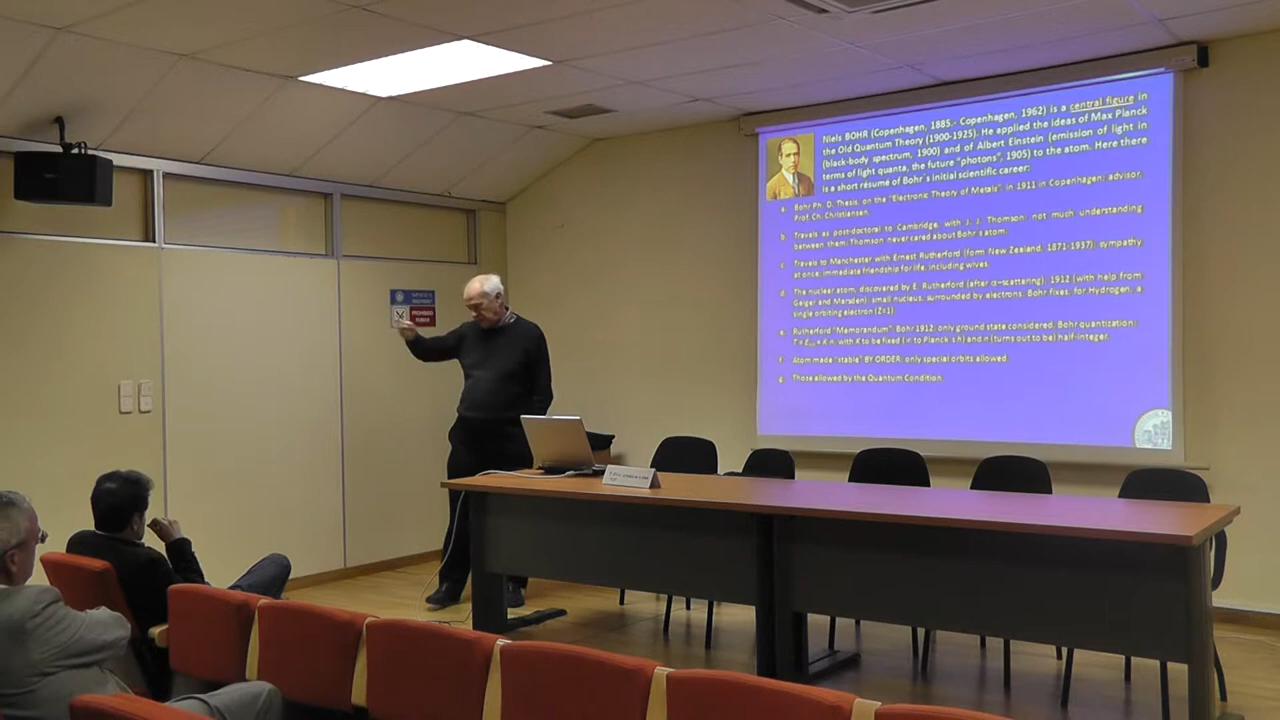 Niels BOHR (Copenhagen, 1885.- Copenhagen, 1962) is a central figure in
the Old Quantum Theory (1900-1925). He applied the ideas of Max Planck
(black-body spectrum, 1900) and of Albert Einstein (emission of light in
terms of light quanta, the future "photons", 1905) to the atom. Here there
is a short résumé of Bohr´s initial scientific career:
a. Bohr Ph. D. Thesis, on the "Electronic Theory of Metals", in 1911 in Copenhagen; advisor,
Prof. Ch. Christiansen.
b. Travels as post-doctoral to Cambridge, with J. J. Thomson: not much understanding
between them; Thomson never cared about Bohr´s atom.
c. Travels to Manchester with Ernest Rutherford (form New Zealand, 1871-1937): sympathy
at once; immediate friendship for life, including wives.
d. The nuclear atom, discovered by E. Rutherford (after α–scattering), 1912 (with help from
Geiger and Marsden): small nucleus, surrounded by electrons. Bohr fixes, for Hydrogen, a
single orbiting electron (Z=1)
e. Rutherford "Memorandum", Bohr 1912: only ground state considered. Bohr quantization:
with K to be fixed (∝ to Planck´s h) and n (turns out to be) half-integer.
f. Atom made "stable" BY ORDER: only special orbits allowed.
g. Those allowed by the Quantum Condition.
PROHIBIDO
FUMAR